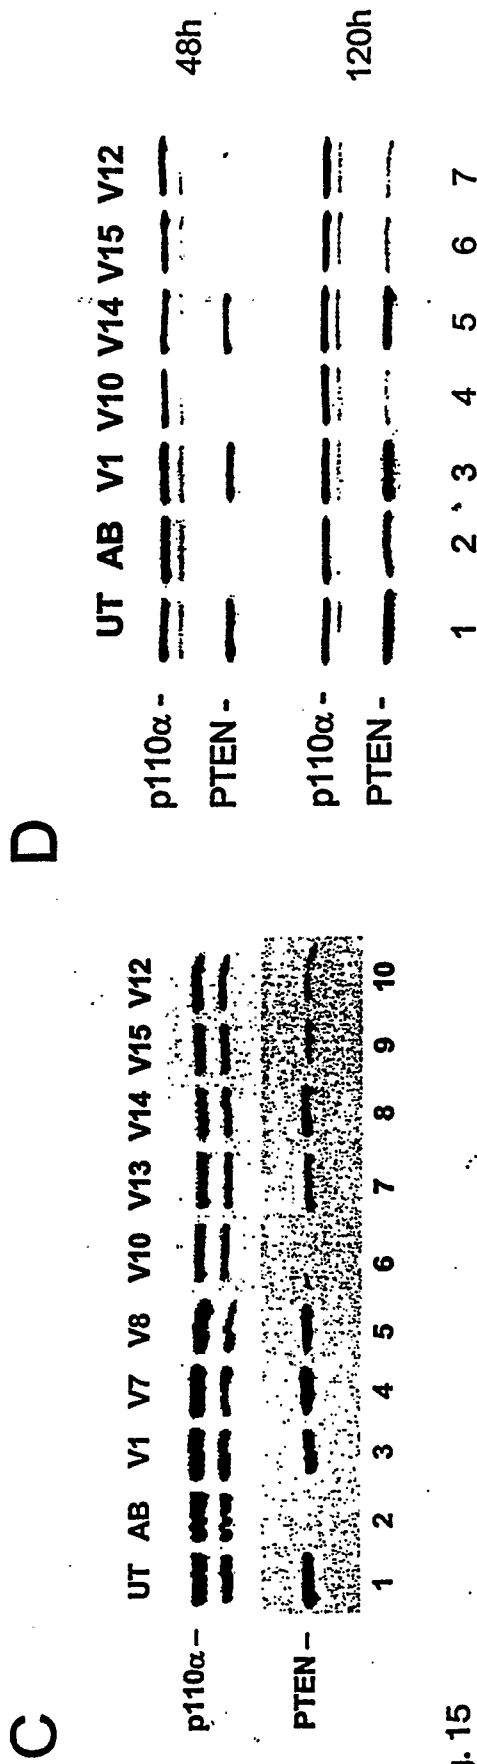 C
UT AB V1 V7 V8 V10 V13 V14 V15 V12
p110α –
PTEN –
1 2 3 4 5 6 7 8 9 10
D
UT AB V1 V10 V14 V15 V12
p110α -
PTEN -
48h
p110α -
PTEN -
120h
1 2 3 4 5 6 7
. 15